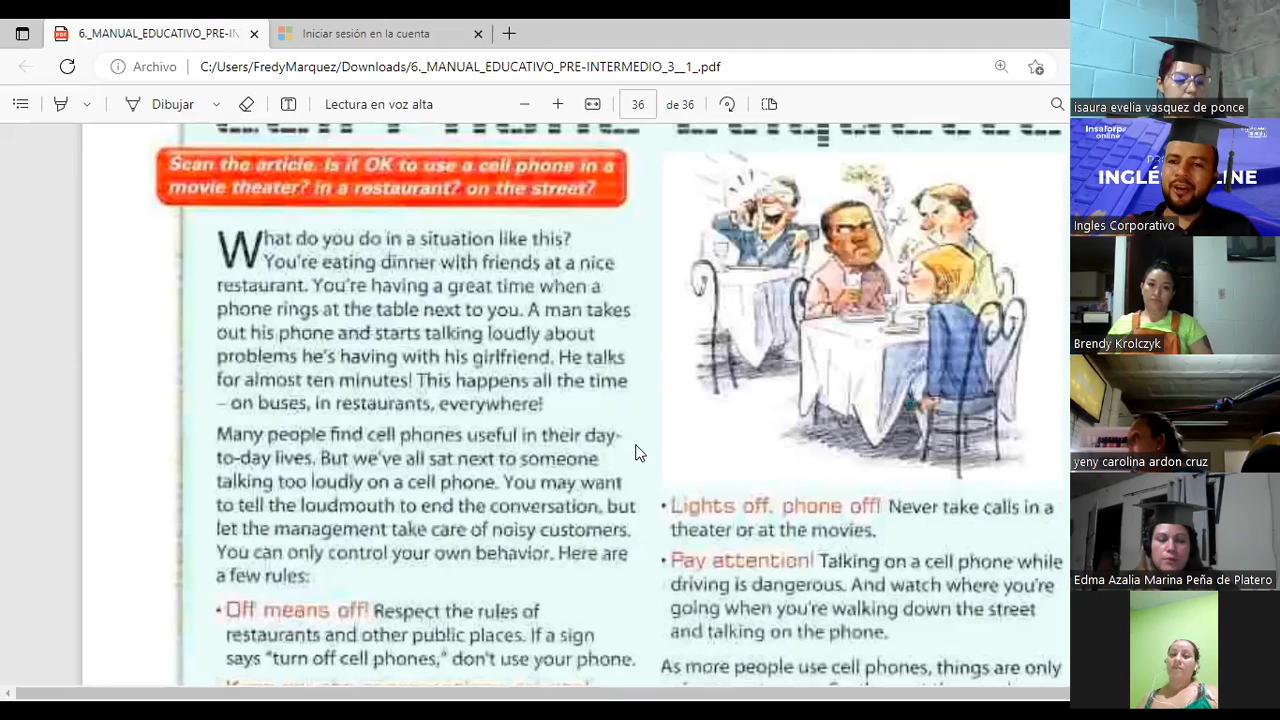 6._MANUAL_EDUCATIVO_PRE-IN
Iniciar sesión en la cuenta
Archivo
C:/Users/FredyMarquez/Downloads/6._MANUAL_EDUCATIVO_PRE-INTERMEDIO_3__1_.pdf
Dibujar
Lectura en voz alta
36
de 36
Scan the article. Is it OK to use a cell phone in a
movie theater? In a rostaurant? on the street?
What do you do in a situation like this?
You're eating dinner with friends at a nice
restaurant. You're having a great time when a
phone rings at the table next to you. A man takes
out his phone and starts talking loudly about
problems he's having with his girlfriend. He talks
for almost ten minutes! This happens all the time
– on buses, in restaurants, everywhere!
Many people find cell phones useful in their day-
to-day lives. But we've all sat next to someone
talking too loudly on a cell phone. You may want
to tell the loudmouth to end the conversation, but
let the management take care of noisy customers.
You can only control your own behavior. Here are
a few rules:
• Off means off! Respect the rules of
restaurants and other public places. If a sign
says "turn off cell phones," don't use your phone.
• Lights off, phone off! Never take calls in a
theater or at the movies.
• Pay attention! Talking on a cell phone while
driving is dangerous. And watch where you're
going when you're walking down the street
and talking on the phone.
As more people use cell phones, things are only
isaura evelia vasquez de ponce
Insaforp
online
INGLÉ
LINE
Ingles Corporativo
Brendy Krolczyk
yeny carolina ardon cruz
Edma Azalia Marina Peña de Platero